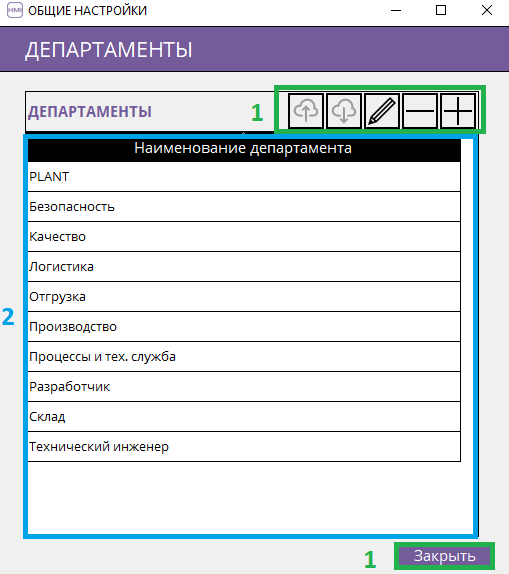 HMI ОБЩИЕ НАСТРОЙКИ
ДЕПАРТАМЕНТЫ
ДЕПАРТАМЕНТЫ 1
Наименование департамента
PLANT
Безопасность
Качество
Логистика
Отгрузка
2
Производство
Процессы и тех. служба
Разработчик
Склад
Технический инженер
1 Закрыть